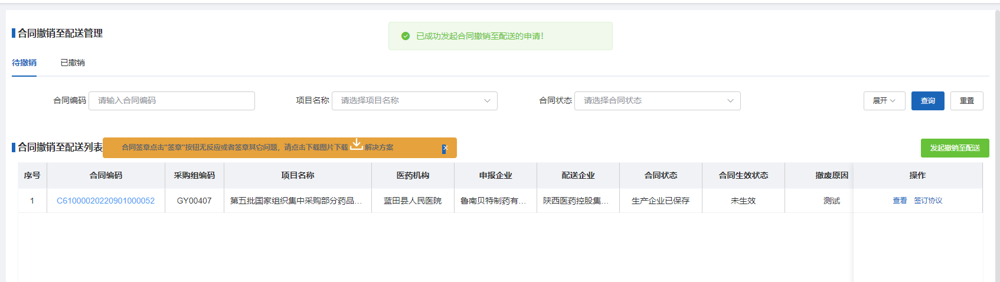 合同撤销至配送管理
已成功发起合同撤销至配送的申请!
待撤销 已撤销
合同编码 请输入合同编码 项目名称 请选择项目名称 合同状态 请选择合同状态 展开 查询 重置
合同撤销至配送列表 合同签章点击"签章"按钮无反应或者签章其它问题，请点击下载图片下载 解决方案 发起撤销至配送
序号 合同编码 采购组编码 项目名称 医药机构 申报企业 配送企业 合同状态 合同生效状态 撤废原因 操作
1 C61000020220901000052 GY00407 第五批国家组织集中采购部分药品... 蓝田县人民医院 鲁南贝特制药有... 陕西医药控股集... 生产企业已保存 未生效 测试 查看 签订协议